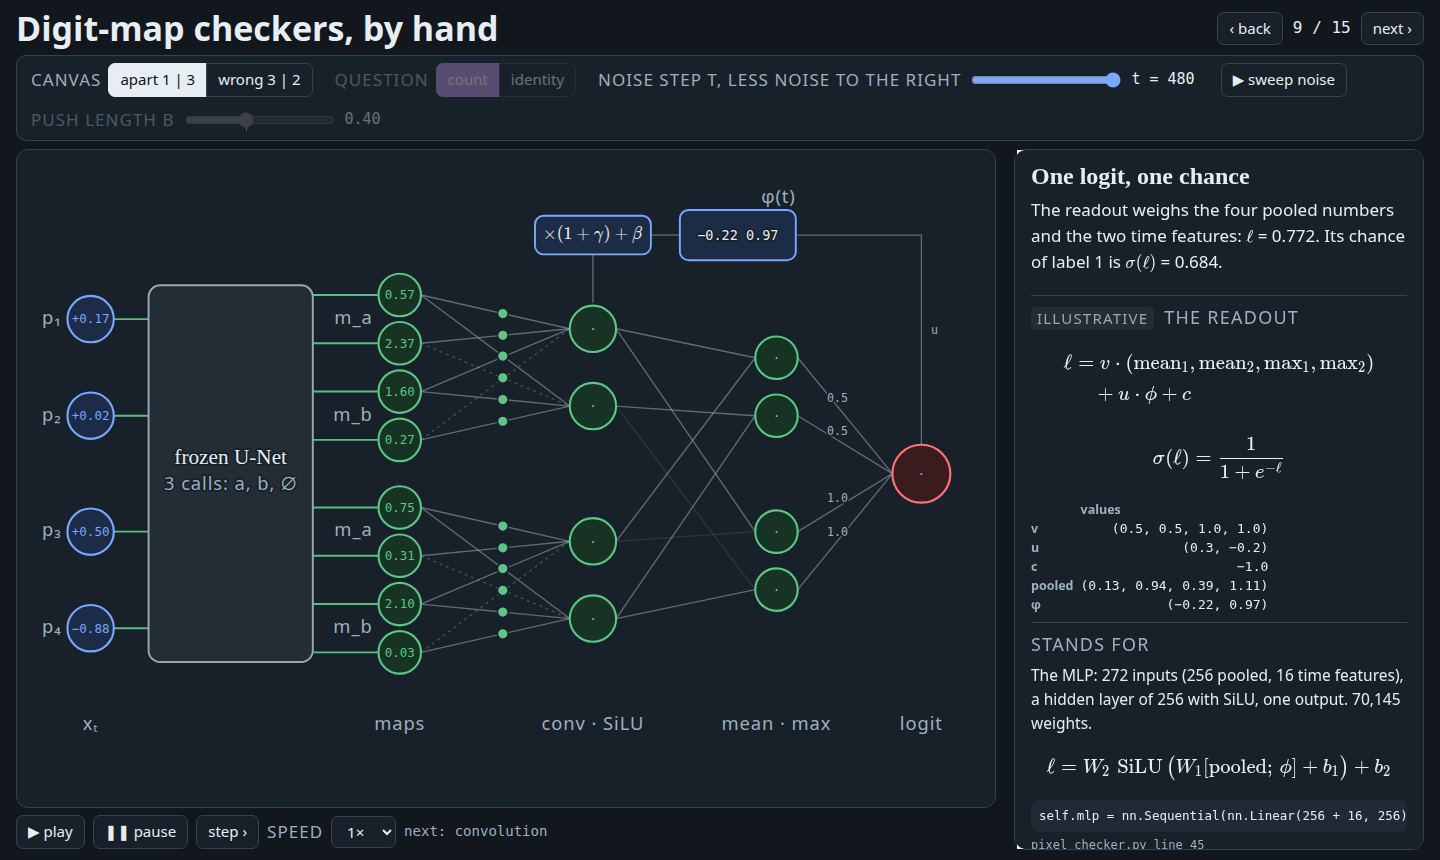 Digit-map checkers, by hand
‹ back 9 / 15 next ›
CANVAS apart 1 | 3 wrong 3 | 2 QUESTION count identity NOISE STEP T, LESS NOISE TO THE RIGHT t = 480 ▶ sweep noise
PUSH LENGTH B 0.40
φ(t)
×(1 + γ) + β −0.22 0.97
p₁ +0.17
p₂ +0.02
p₃ +0.50
p₄ −0.88
frozen U-Net
3 calls: a, b, ∅
0.57
m_a
2.37
1.60
m_b
0.27
0.75
m_a
0.31
2.10
m_b
0.03
u
0.5
0.5
1.0
1.0
xₜ maps conv · SiLU mean · max logit
▶ play ❚❚ pause step › SPEED 1× next: convolution
One logit, one chance
The readout weighs the four pooled numbers
and the two time features: ℓ = 0.772. Its chance
of label 1 is σ(ℓ) = 0.684.
ILLUSTRATIVE THE READOUT
ℓ = v · (mean₁, mean₂, max₁, max₂)
+ u · ϕ + c
σ(ℓ) = 1 / (1 + e^{−ℓ})
values
v (0.5, 0.5, 1.0, 1.0)
u (0.3, −0.2)
c −1.0
pooled (0.13, 0.94, 0.39, 1.11)
φ (−0.22, 0.97)
STANDS FOR
The MLP: 272 inputs (256 pooled, 16 time features),
a hidden layer of 256 with SiLU, one output. 70,145
weights.
ℓ = W₂ SiLU (W₁[pooled; ϕ] + b₁) + b₂
self.mlp = nn.Sequential(nn.Linear(256 + 16, 256)
pixel_checker.py line 45